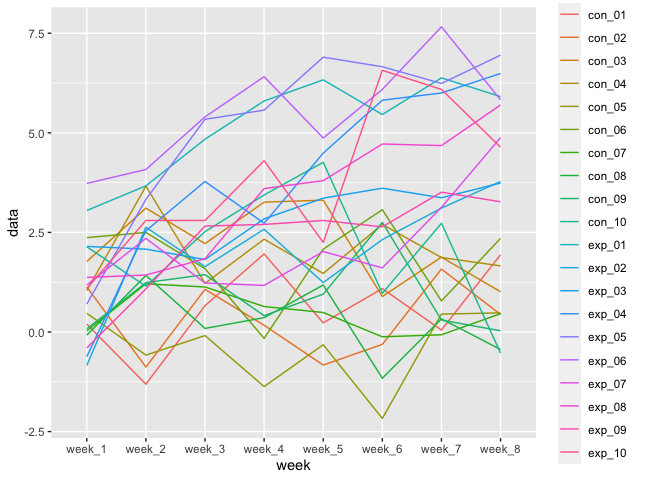 7.5
5.0
2.5
0.0
-2.5
data
week_1 week_2 week_3 week_4 week_5 week_6 week_7 week_8
week
con_01
con_02
con_03
con_04
con_05
con_06
con_07
con_08
con_09
con_10
exp_01
exp_02
exp_03
exp_04
exp_05
exp_06
exp_07
exp_08
exp_09
exp_10